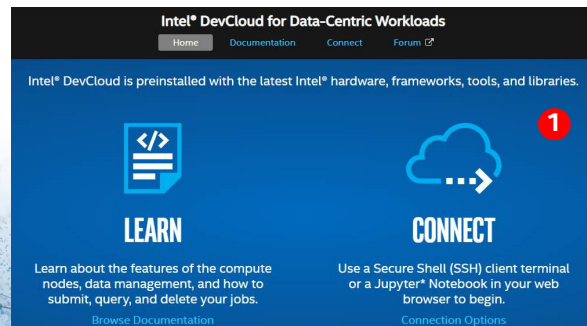 Intel® DevCloud for Data-Centric Workloads
Home Documentation Connect Forum
Intel® DevCloud is preinstalled with the latest Intel® hardware, frameworks, tools, and libraries.
1
</>
LEARN
Learn about the features of the compute
nodes, data management, and how to
submit, query, and delete your jobs.
Browse Documentation
CONNECT
Use a Secure Shell (SSH) client terminal
or a Jupyter* Notebook in your web
browser to begin.
Connection Options